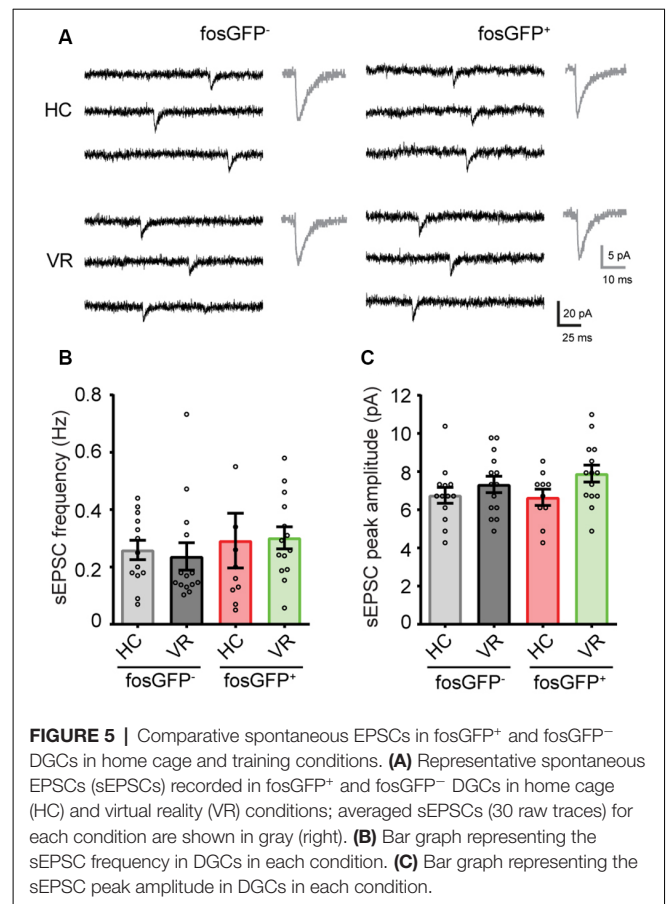 A
fosGFP⁻ fosGFP⁺
HC
VR
5 pA
10 ms
20 pA
25 ms
B C
sEPSC frequency (Hz)
0.8
0.6
0.4
0.2
0
HC VR HC VR
fosGFP⁻ fosGFP⁺
sEPSC peak amplitude (pA)
12
10
8
6
4
2
0
HC VR HC VR
fosGFP⁻ fosGFP⁺
FIGURE 5 | Comparative spontaneous EPSCs in fosGFP⁺ and fosGFP⁻
DGCs in home cage and training conditions. (A) Representative spontaneous
EPSCs (sEPSCs) recorded in fosGFP⁺ and fosGFP⁻ DGCs in home cage
(HC) and virtual reality (VR) conditions; averaged sEPSCs (30 raw traces) for
each condition are shown in gray (right). (B) Bar graph representing the
sEPSC frequency in DGCs in each condition. (C) Bar graph representing the
sEPSC peak amplitude in DGCs in each condition.